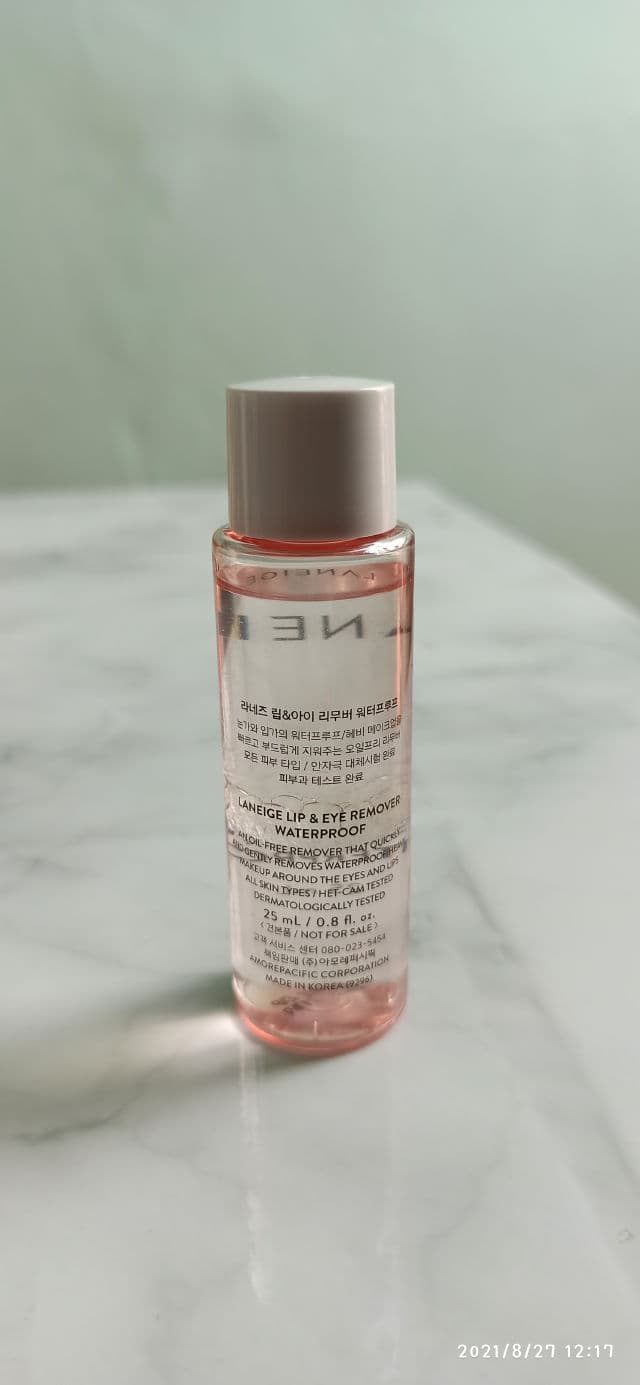 LANEIGE
라네즈 립&아이 리무버 워터프루프
눈가와 입가의 워터프루프/헤비 메이크업을
빠르고 부드럽게 지워주는 오일프리 리무버
모든 피부 타입 / 안자극 대체시험 완료
피부과 테스트 완료
LANEIGE LIP & EYE REMOVER
WATERPROOF
AN OIL-FREE REMOVER THAT QUICKLY
AND GENTLY REMOVES WATERPROOF/HEAVY
MAKEUP AROUND THE EYES AND LIPS
ALL SKIN TYPES / HET-CAM TESTED
DERMATOLOGICALLY TESTED
25 mL / 0.8 fl. oz.
〈견본품 / NOT FOR SALE〉
고객 서비스 센터 080-023-5454
책임판매 (주)아모레퍼시픽
AMOREPACIFIC CORPORATION
MADE IN KOREA (9296)
2021/8/27 12:17